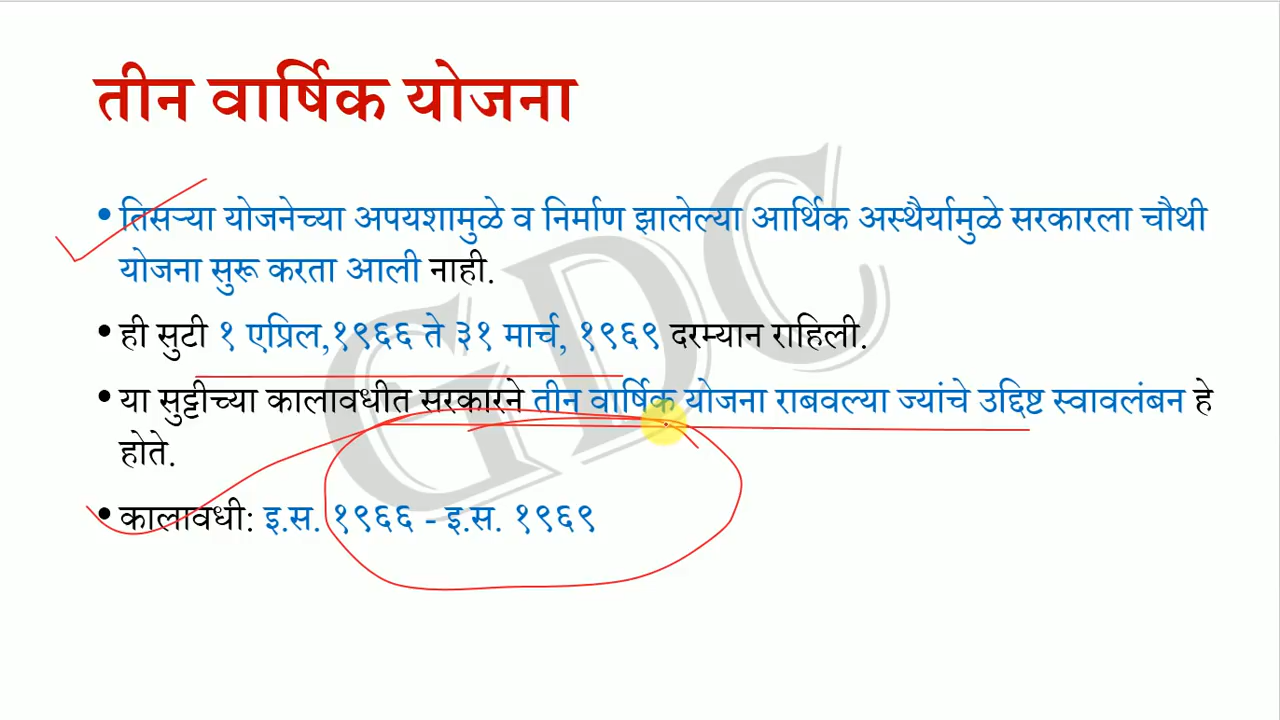 तीन वार्षिक योजना
• तिसऱ्या योजनेच्या अपयशामुळे व निर्माण झालेल्या आर्थिक अस्थैर्यामुळे सरकारला चौथी
योजना सुरू करता आली नाही.
• ही सुटी १ एप्रिल,१९६६ ते ३१ मार्च, १९६९ दरम्यान राहिली.
• या सुट्टीच्या कालावधीत सरकारने तीन वार्षिक योजना राबवल्या ज्यांचे उद्दिष्ट स्वावलंबन हे
होते.
• कालावधी: इ.स. १९६६ - इ.स. १९६९
GDC